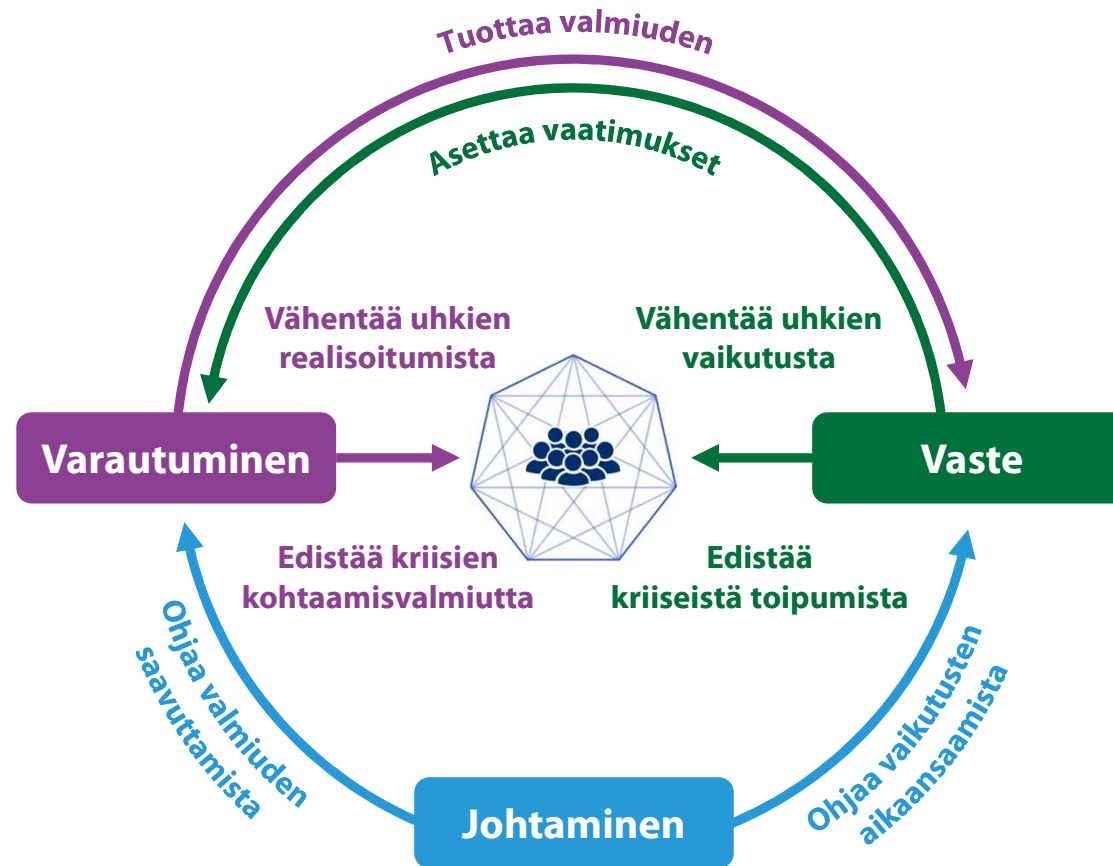 Tuottaa valmiuden
Asettaa vaatimukset
Vähentää uhkien
realisoitumista
Vähentää uhkien
vaikutusta
Varautuminen
Vaste
Edistää kriisien
kohtaamisvalmiutta
Edistää
kriiseistä toipumista
Ohjaa valmiuden
saavuttamista
Ohjaa vaikutusten
aikaansaamista
Johtaminen